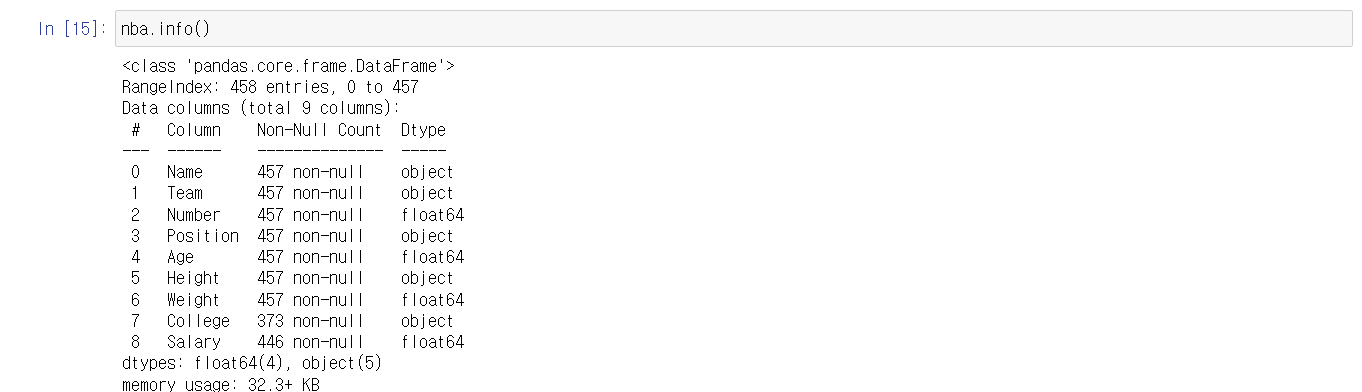 In [15]: nba.info()
<class 'pandas.core.frame.DataFrame'>
RangeIndex: 458 entries, 0 to 457
Data columns (total 9 columns):
 #   Column    Non-Null Count  Dtype
---  ------    --------------  -----
 0   Name      457 non-null    object
 1   Team      457 non-null    object
 2   Number    457 non-null    float64
 3   Position  457 non-null    object
 4   Age       457 non-null    float64
 5   Height    457 non-null    object
 6   Weight    457 non-null    float64
 7   College   373 non-null    object
 8   Salary    446 non-null    float64
dtypes: float64(4), object(5)
memory usage: 32.3+ KB